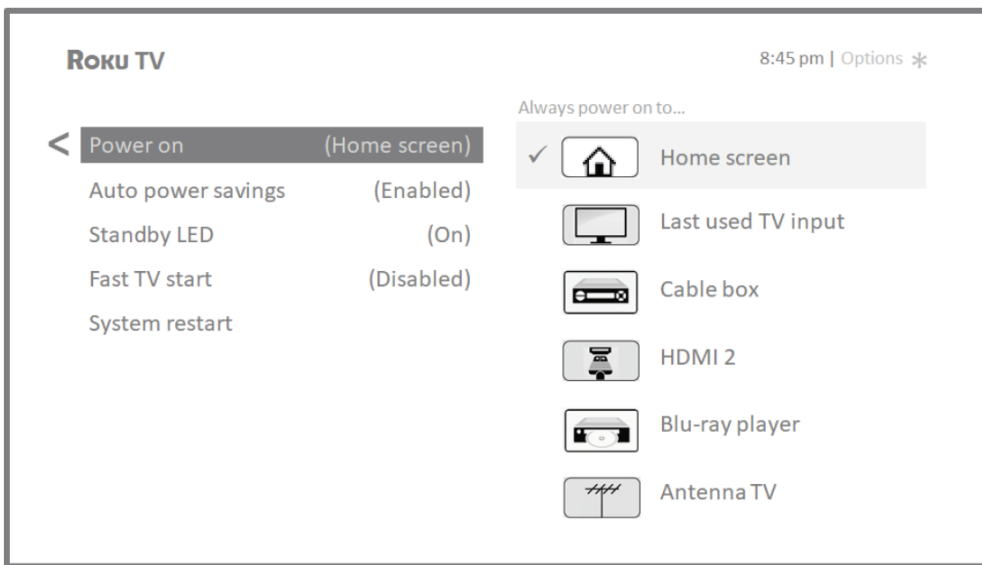 Roku TV
8:45 pm | Options *
<
Power on (Home screen)
Auto power savings (Enabled)
Standby LED (On)
Fast TV start (Disabled)
System restart
Always power on to...
✓ Home screen
Last used TV input
Cable box
HDMI 2
Blu-ray player
Antenna TV